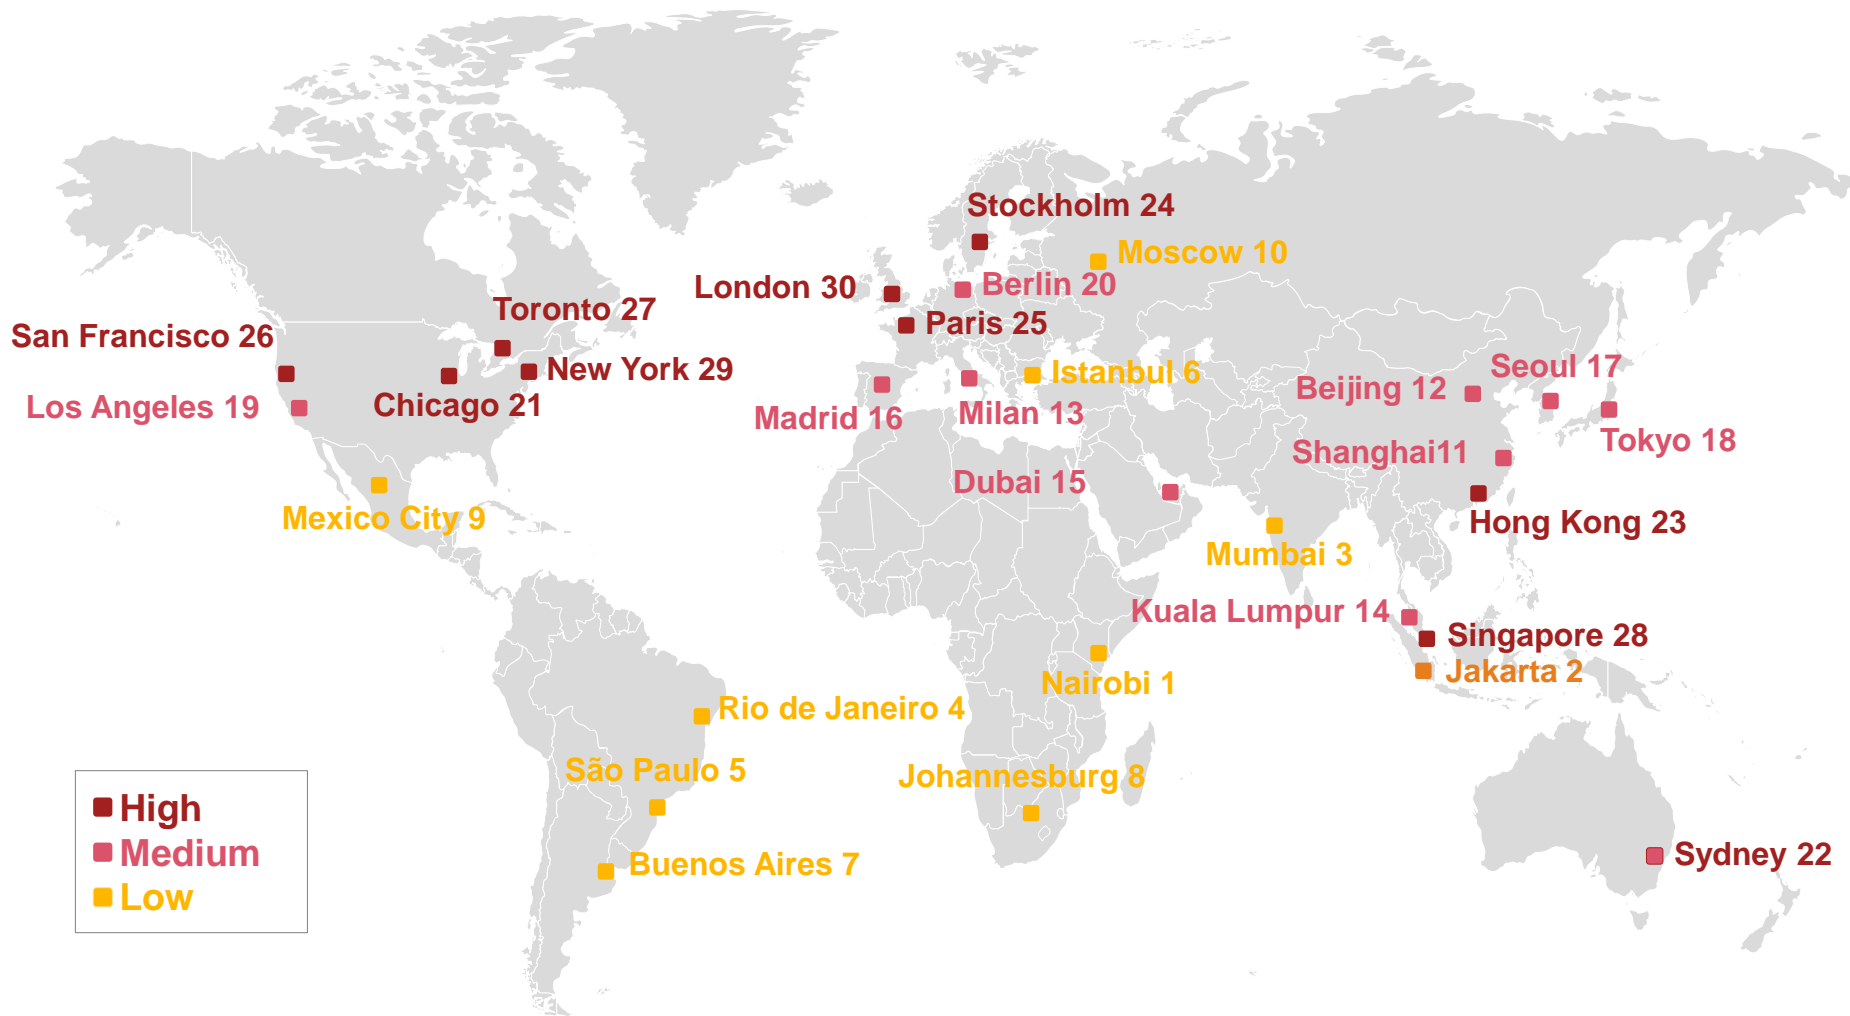 Stockholm 24
Moscow 10
London 30
Berlin 20
Toronto 27
San Francisco 26
Paris 25
New York 29
Istanbul 6
Seoul 17
Beijing 12
Los Angeles 19
Chicago 21
Madrid 16
Milan 13
Tokyo 18
Shanghai11
Dubai 15
Mexico City 9
Hong Kong 23
Mumbai 3
Kuala Lumpur 14
Singapore 28
Jakarta 2
Nairobi 1
Rio de Janeiro 4
São Paulo 5
Johannesburg 8
Buenos Aires 7
Sydney 22
High
Medium
Low